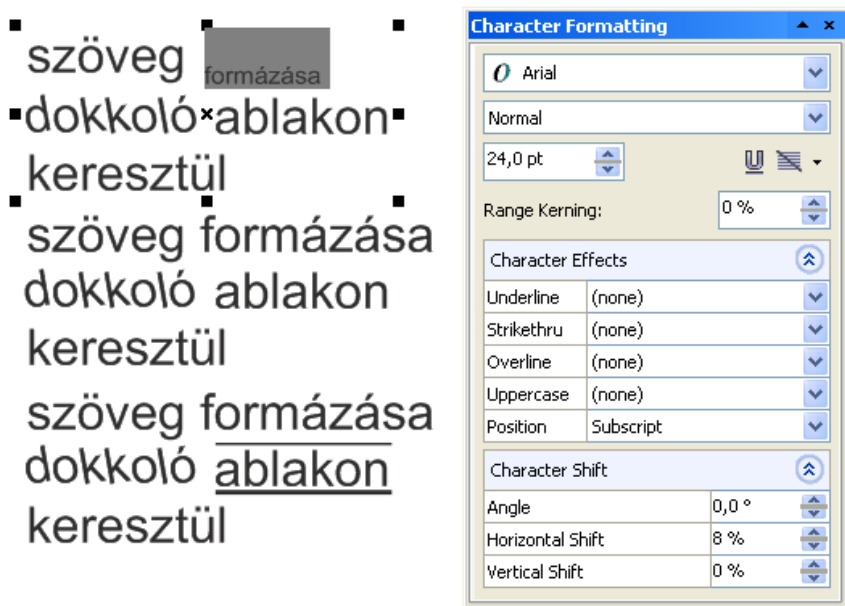 szöveg formázása
dokkoló ablakon
keresztül
szöveg formázása
dokkoló ablakon
keresztül
szöveg formázása
dokkoló ablakon
keresztül
Character Formatting
O Arial
Normal
24,0 pt U
Range Kerning: 0 %
Character Effects
Underline (none)
Strikethru (none)
Overline (none)
Uppercase (none)
Position Subscript
Character Shift
Angle 0,0 °
Horizontal Shift 8 %
Vertical Shift 0 %